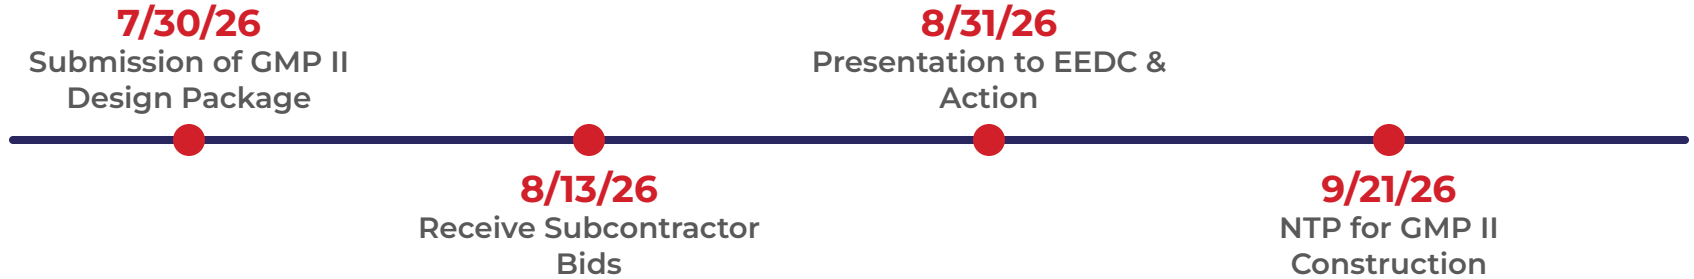 7/30/26
Submission of GMP II
Design Package
8/13/26
Receive Subcontractor
Bids
8/31/26
Presentation to EEDC &
Action
9/21/26
NTP for GMP II
Construction